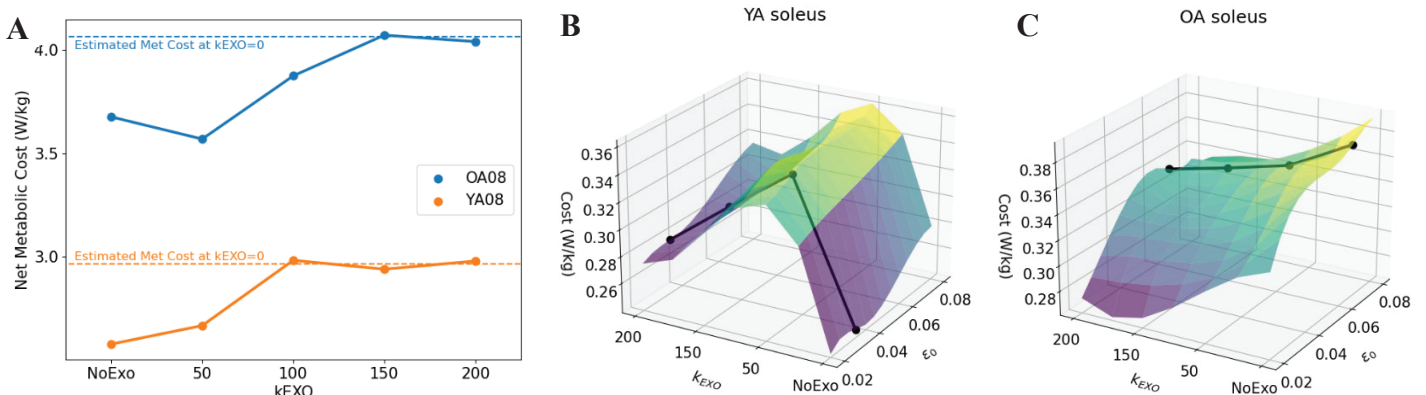 A
Net Metabolic Cost (W/kg)
4.0
3.5
3.0
Estimated Met Cost at kEXO=0
OA08
YA08
Estimated Met Cost at kEXO=0
NoExo 50 100 150 200
kEXO
B
YA soleus
Cost (W/kg)
0.36
0.34
0.32
0.30
0.28
0.26
200
150
50
NoExo
k_EXO
0.02
0.04
0.06
0.08
ε₀
C
OA soleus
Cost (W/kg)
0.38
0.36
0.34
0.32
0.30
0.28
200
150
50
NoExo
k_EXO
0.02
0.04
0.06
0.08
ε₀